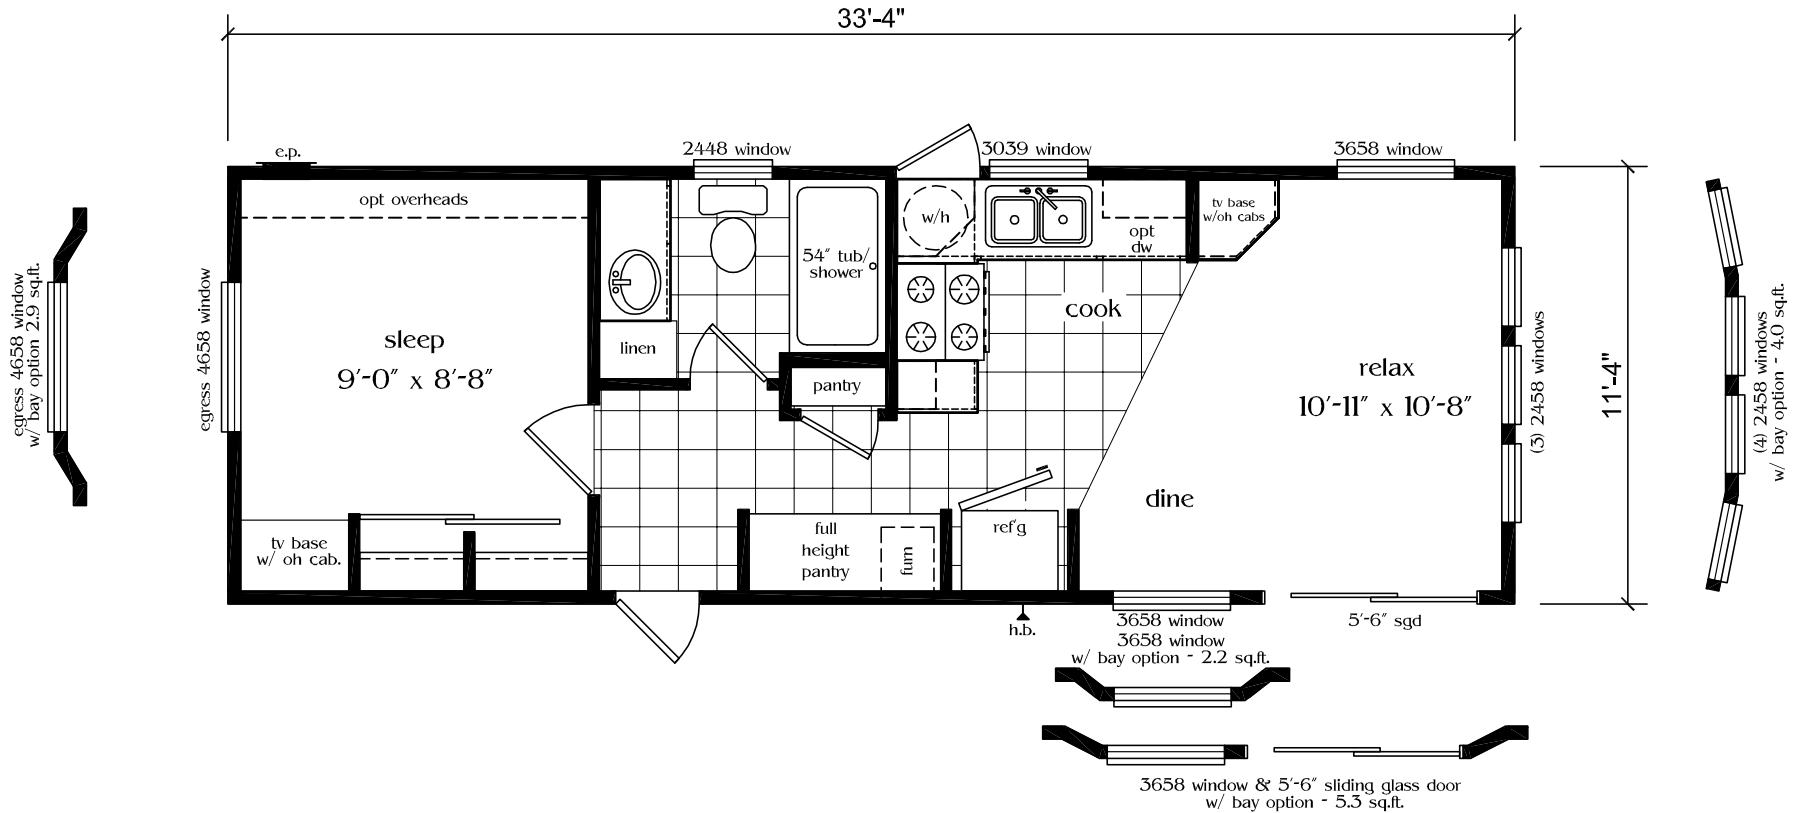 33'-4"
e.p.
2448 window
3039 window
3658 window
opt overheads
w/h
tv base
w/oh cabs
opt
dw
54" tub/
shower
cook
sleep
9'-0" x 8'-8"
linen
pantry
relax
10'-11" x 10'-8"
11'-4"
egress 4658 window
w/ bay option 2.9 sq.ft.
egress 4658 window
(3) 2458 windows
(4) 2458 windows
w/ bay option - 4.0 sq.ft.
dine
tv base
w/ oh cab.
full
height
pantry
furn
ref'g
h.b.
3658 window
5'-6" sgd
3658 window
w/ bay option - 2.2 sq.ft.
3658 window & 5'-6" sliding glass door
w/ bay option - 5.3 sq.ft.